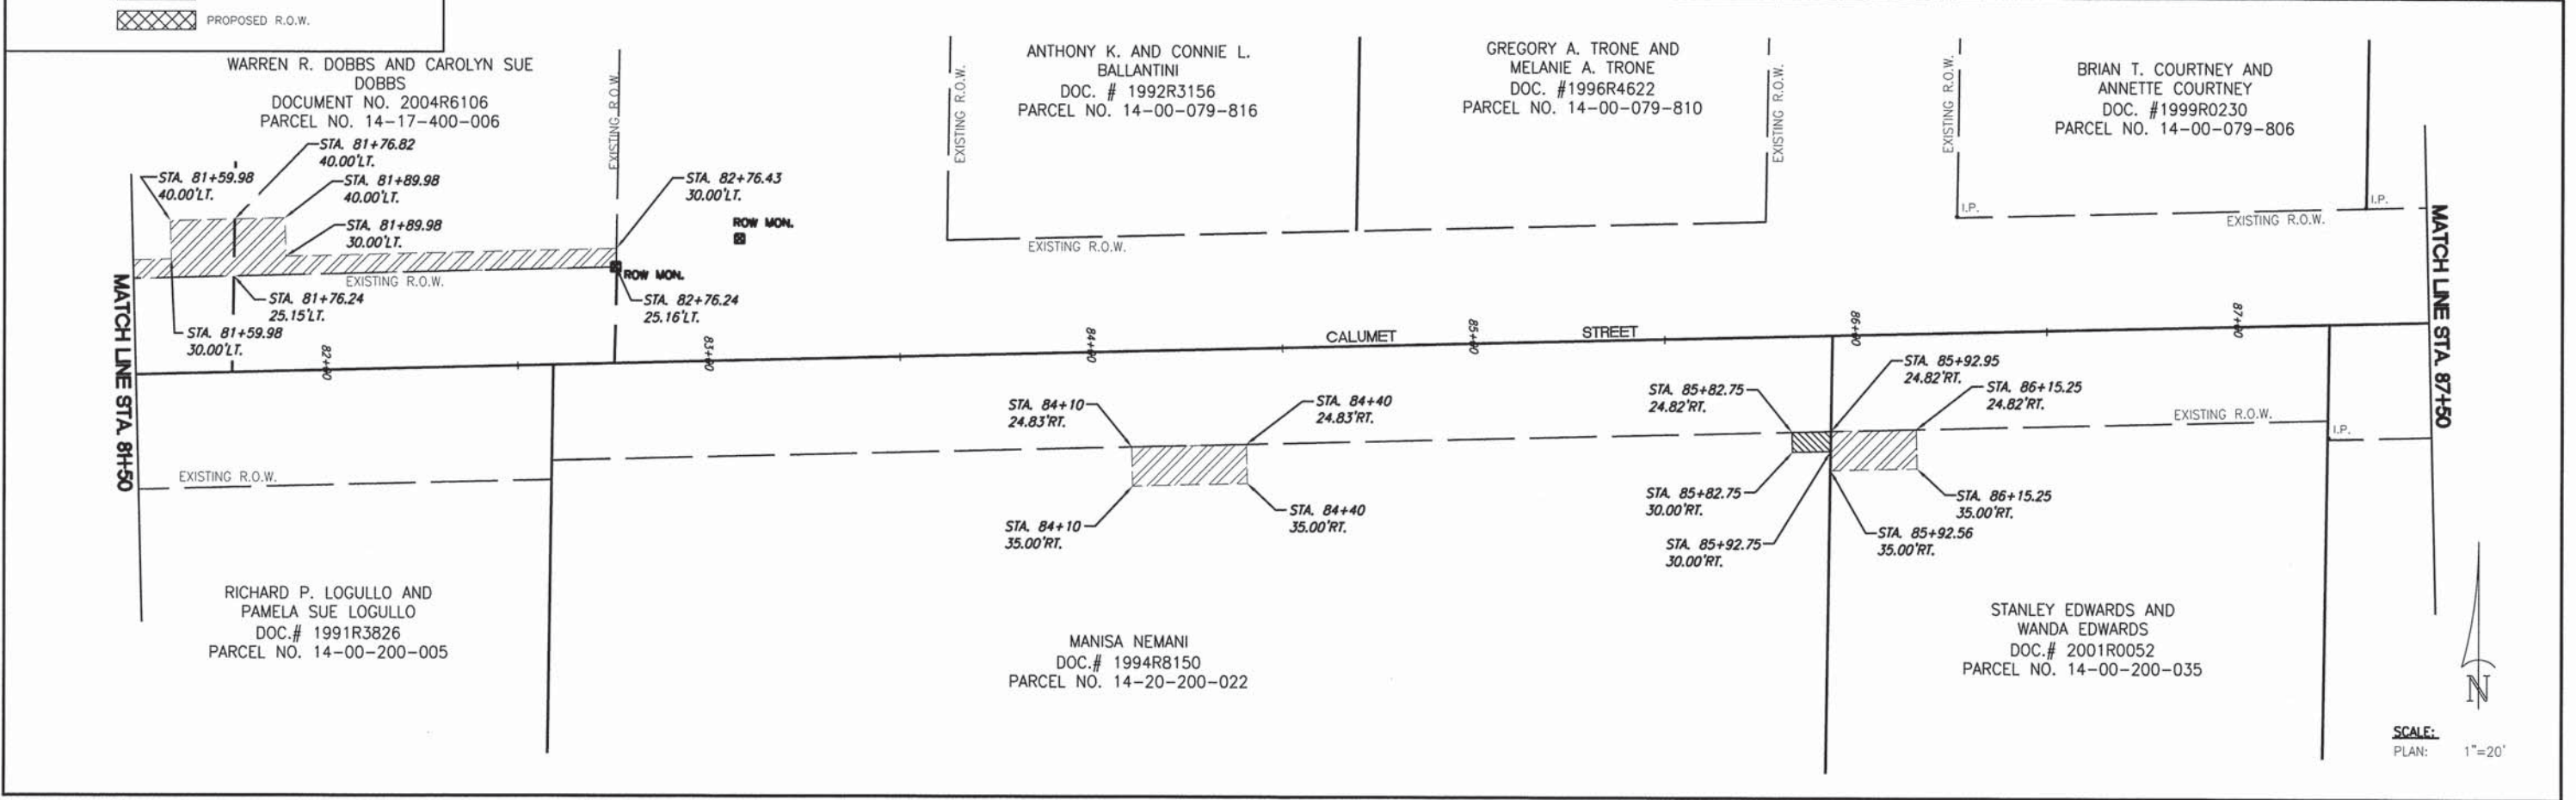 PROPOSED R.O.W.
WARREN R. DOBBS AND CAROLYN SUE
DOBBS
DOCUMENT NO. 2004R6106
PARCEL NO. 14-17-400-006
STA. 81+76.82
40.00'LT.
STA. 81+59.98
40.00'LT.
STA. 81+89.98
40.00'LT.
STA. 81+89.98
30.00'LT.
EXISTING R.O.W.
STA. 81+76.24
25.15'LT.
STA. 81+59.98
30.00'LT.
MATCH LINE STA. 81+50
EXISTING R.O.W.
STA. 82+76.43
30.00'LT.
ROW MON.
ROW MON.
STA. 82+76.24
25.16'LT.
ANTHONY K. AND CONNIE L.
BALLANTINI
DOC. # 1992R3156
PARCEL NO. 14-00-079-816
EXISTING R.O.W.
EXISTING R.O.W.
GREGORY A. TRONE AND
MELANIE A. TRONE
DOC. #1996R4622
PARCEL NO. 14-00-079-810
EXISTING R.O.W.
EXISTING R.O.W.
BRIAN T. COURTNEY AND
ANNETTE COURTNEY
DOC. #1999R0230
PARCEL NO. 14-00-079-806
I.P.
I.P.
EXISTING R.O.W.
MATCH LINE STA. 87+50
82+00
83+00
84+00
CALUMET STREET
85+00
86+00
87+00
STA. 84+10
24.83'RT.
STA. 84+40
24.83'RT.
STA. 84+10
35.00'RT.
STA. 84+40
35.00'RT.
STA. 85+82.75
24.82'RT.
STA. 85+92.95
24.82'RT.
STA. 86+15.25
24.82'RT.
EXISTING R.O.W.
I.P.
STA. 85+82.75
30.00'RT.
STA. 86+15.25
35.00'RT.
STA. 85+92.75
30.00'RT.
STA. 85+92.56
35.00'RT.
EXISTING R.O.W.
RICHARD P. LOGULLO AND
PAMELA SUE LOGULLO
DOC.# 1991R3826
PARCEL NO. 14-00-200-005
MANISA NEMANI
DOC.# 1994R8150
PARCEL NO. 14-20-200-022
STANLEY EDWARDS AND
WANDA EDWARDS
DOC.# 2001R0052
PARCEL NO. 14-00-200-035
N
SCALE:
PLAN: 1"=20'